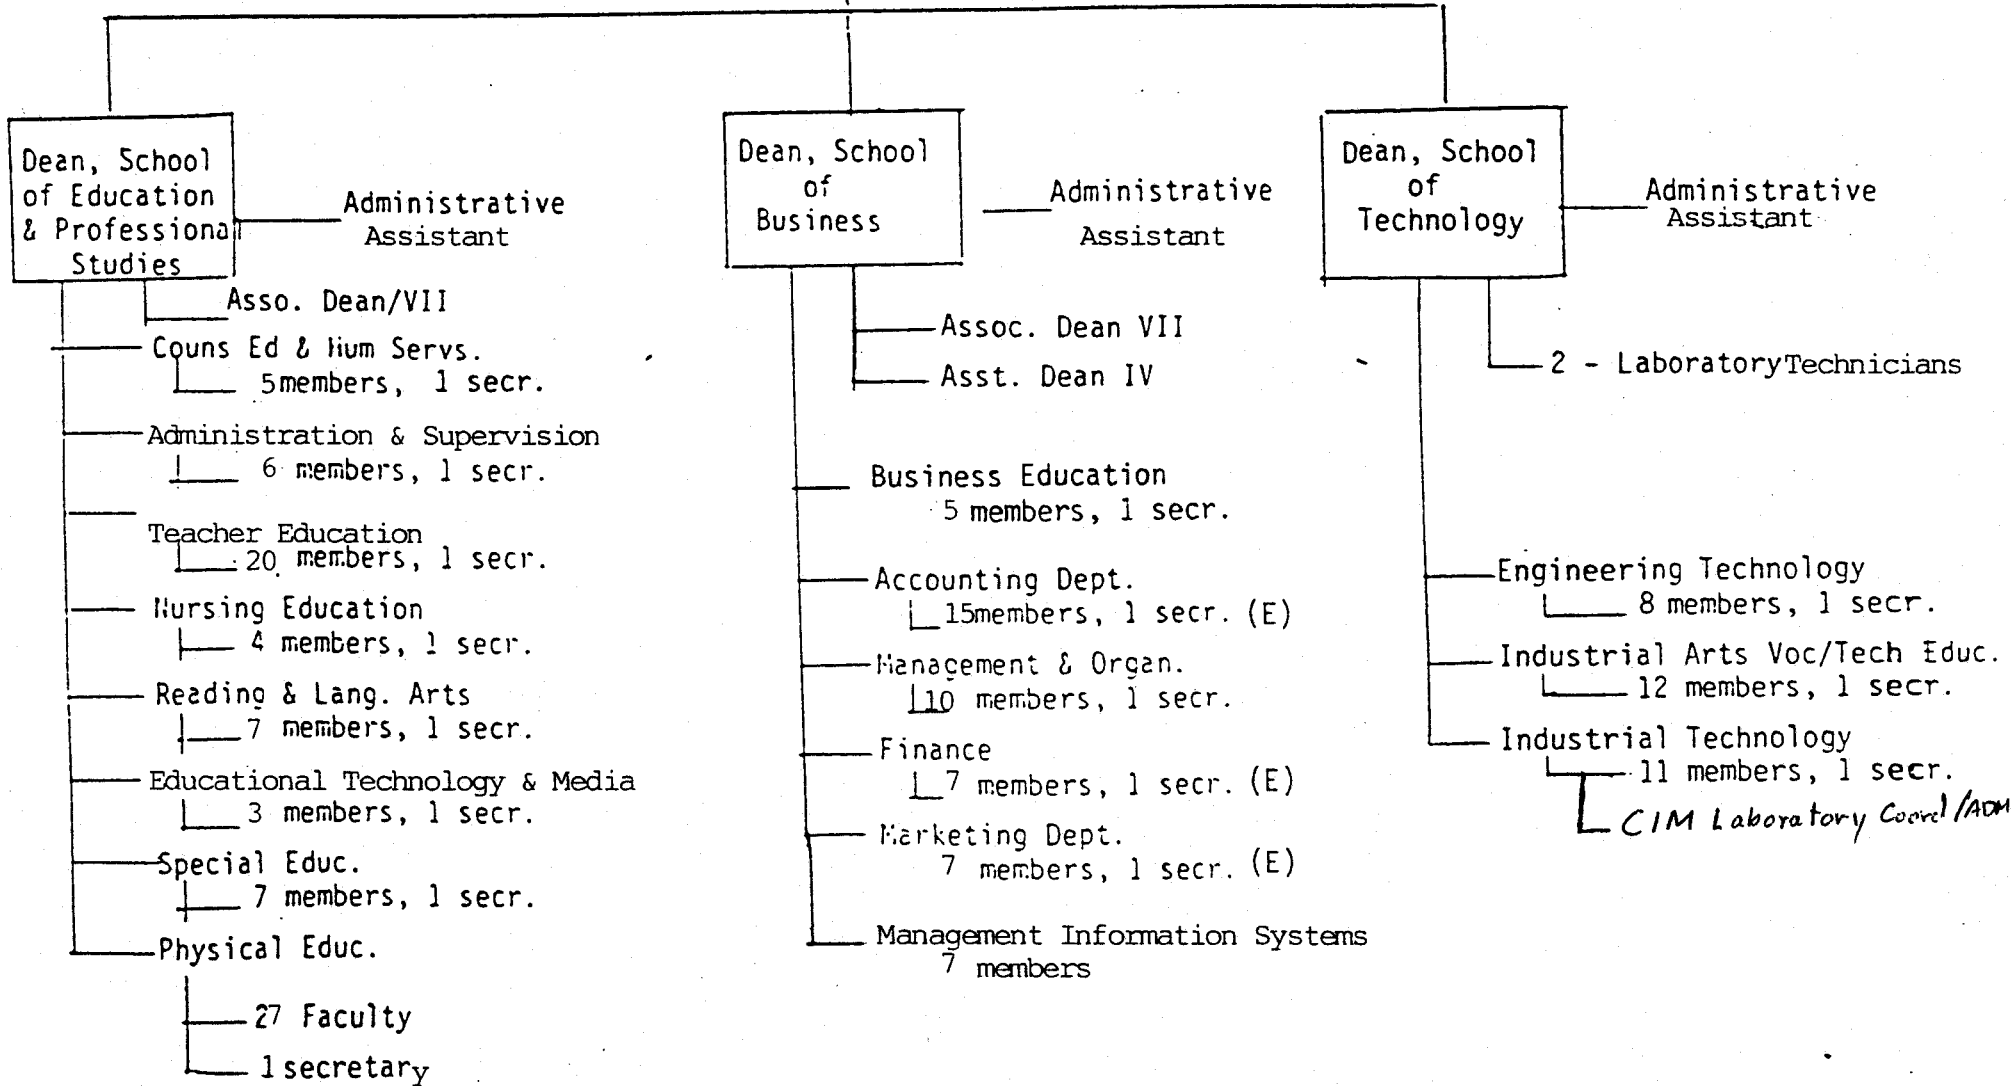 Dean, School
of Education
& Professional
Studies
Administrative
Assistant
Asso. Dean/VII
Couns Ed & Hum Servs.
5members, 1 secr.
Administration & Supervision
6 members, 1 secr.
Teacher Education
20 members, 1 secr.
Nursing Education
4 members, 1 secr.
Reading & Lang. Arts
7 members, 1 secr.
Educational Technology & Media
3 members, 1 secr.
Special Educ.
7 members, 1 secr.
Physical Educ.
27 Faculty
1 secretary
Dean, School
of
Business
Administrative
Assistant
Assoc. Dean VII
Asst. Dean IV
Business Education
5 members, 1 secr.
Accounting Dept.
15members, 1 secr. (E)
Management & Organ.
10 members, 1 secr.
Finance
7 members, 1 secr. (E)
Marketing Dept.
7 members, 1 secr. (E)
Management Information Systems
7 members
Dean, School
of
Technology
Administrative
Assistant
2 - Laboratory Technicians
Engineering Technology
8 members, 1 secr.
Industrial Arts Voc/Tech Educ.
12 members, 1 secr.
Industrial Technology
11 members, 1 secr.
CIM Laboratory Coord/ADM